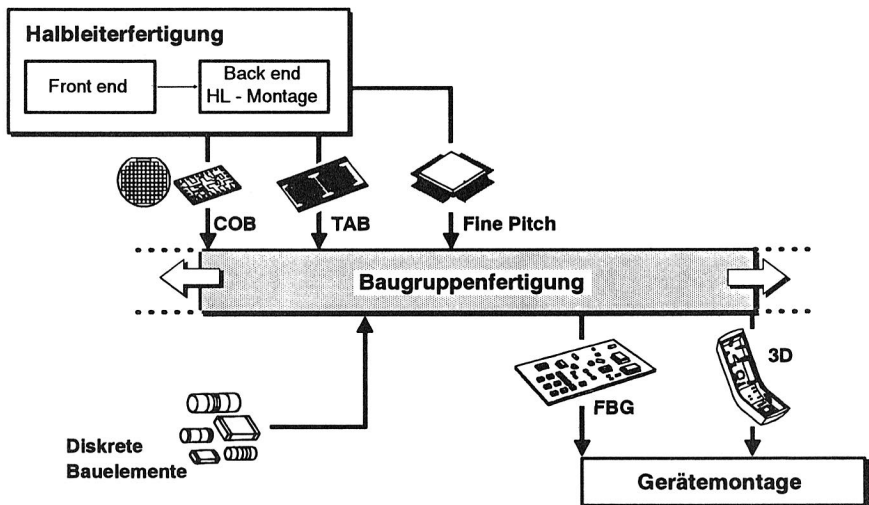 Halbleiterfertigung
Front end
Back end
HL - Montage
COB
TAB
Fine Pitch
Baugruppenfertigung
3D
FBG
Diskrete
Bauelemente
Gerätemontage